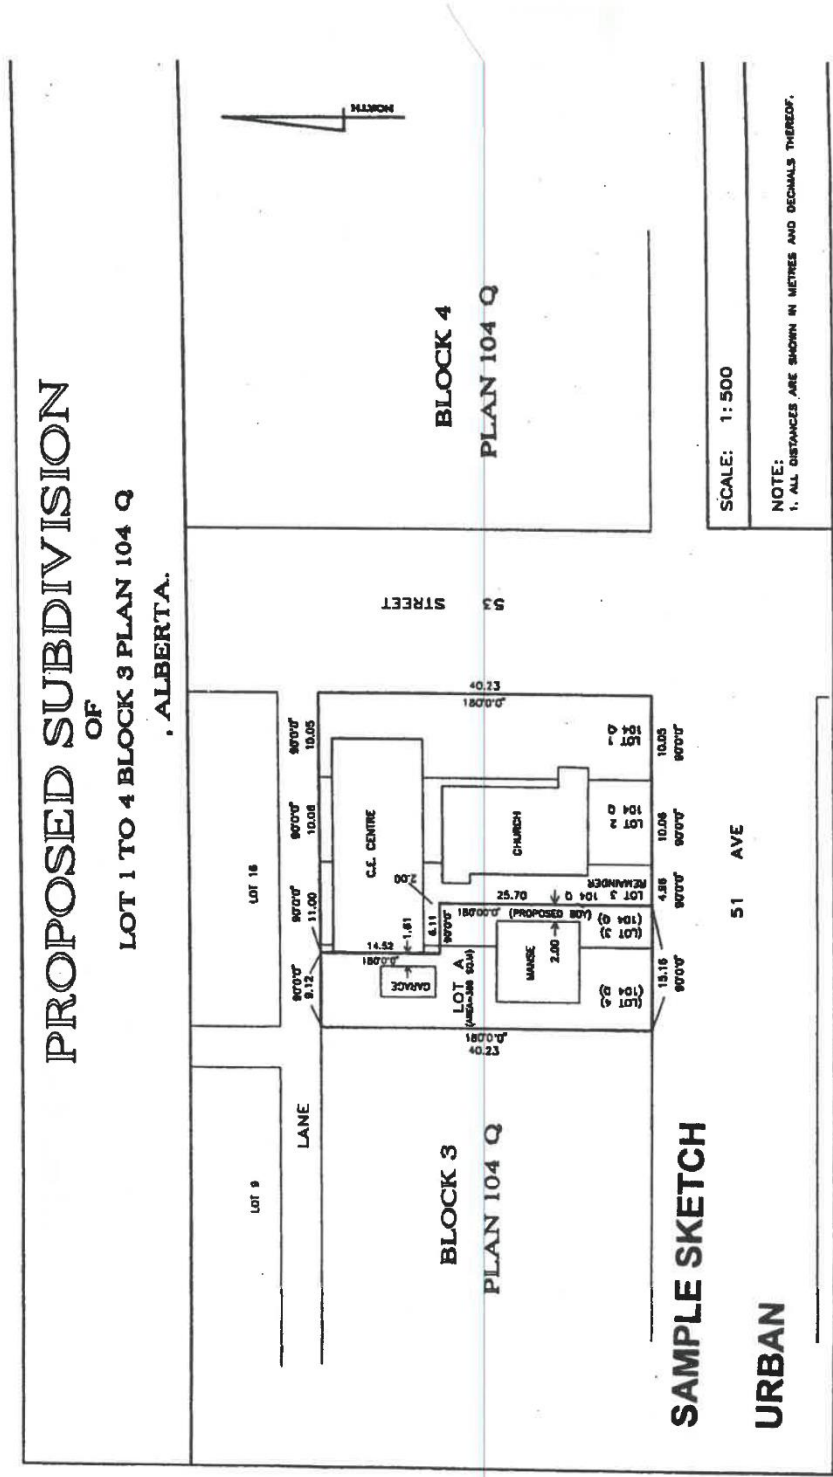 PROPOSED SUBDIVISION
OF
LOT 1 TO 4 BLOCK 3 PLAN 104 Q
, ALBERTA.
NORTH
LOT 9
LOT 16
LANE
90°0'0"
9.12
90°0'0"
11.00
90°0'0"
10.06
90°0'0"
10.05
14.52
180°0'0"
1.61
GARAGE
C.E. CENTRE
2.00
6.11
90°0'0"
LOT A
180°0'0"
40.23
180°0'0"
40.23
25.70
180°00'0"
(PROPOSED BDY)
MANSE
2.00
CHURCH
(LOT 4)
(104 Q)
(LOT 3)
(104 Q)
LOT 3 104 Q
REMAINDER
LOT 2
104 Q
LOT 1
104 Q
15.16
90°0'0"
90°0'0"
10.06
90°0'0"
10.05
90°0'0"
BLOCK 3
PLAN 104 Q
53 STREET
BLOCK 4
PLAN 104 Q
51 AVE
SAMPLE SKETCH
URBAN
SCALE: 1:500
NOTE:
1. ALL DISTANCES ARE SHOWN IN METRES AND DECIMALS THEREOF.